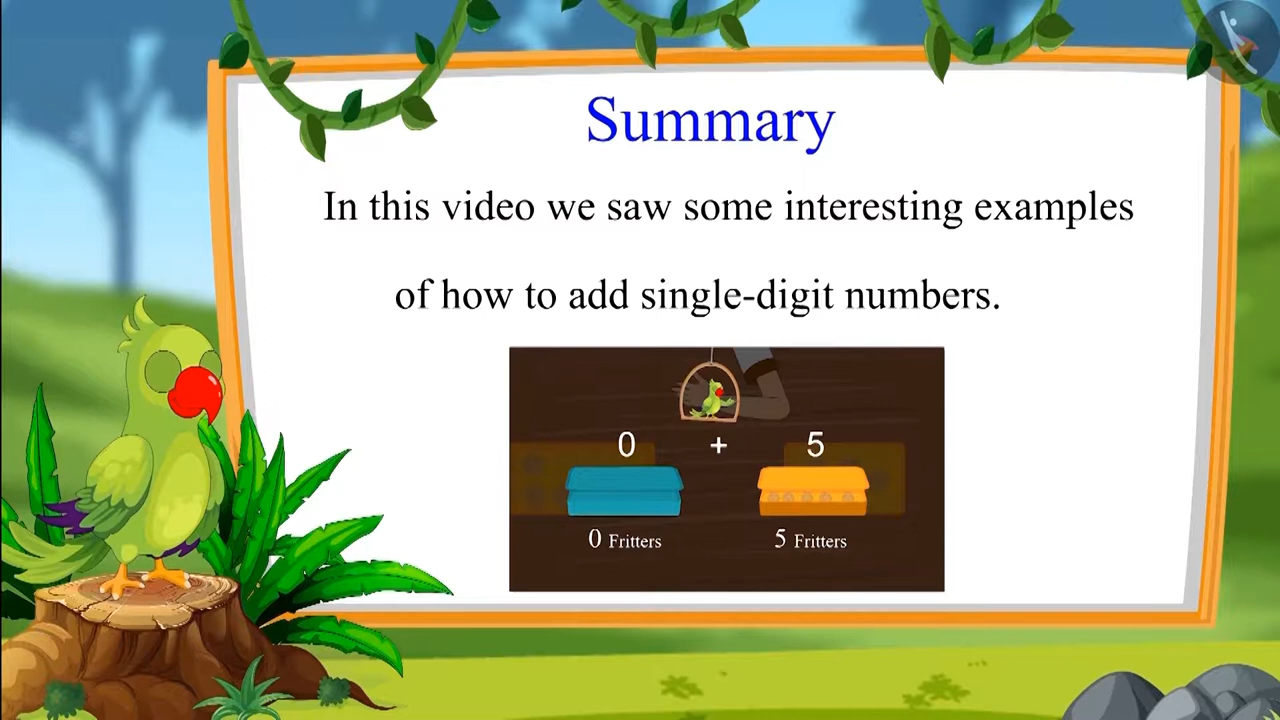 Summary
In this video we saw some interesting examples
of how to add single-digit numbers.
0 + 5
0 Fritters 5 Fritters